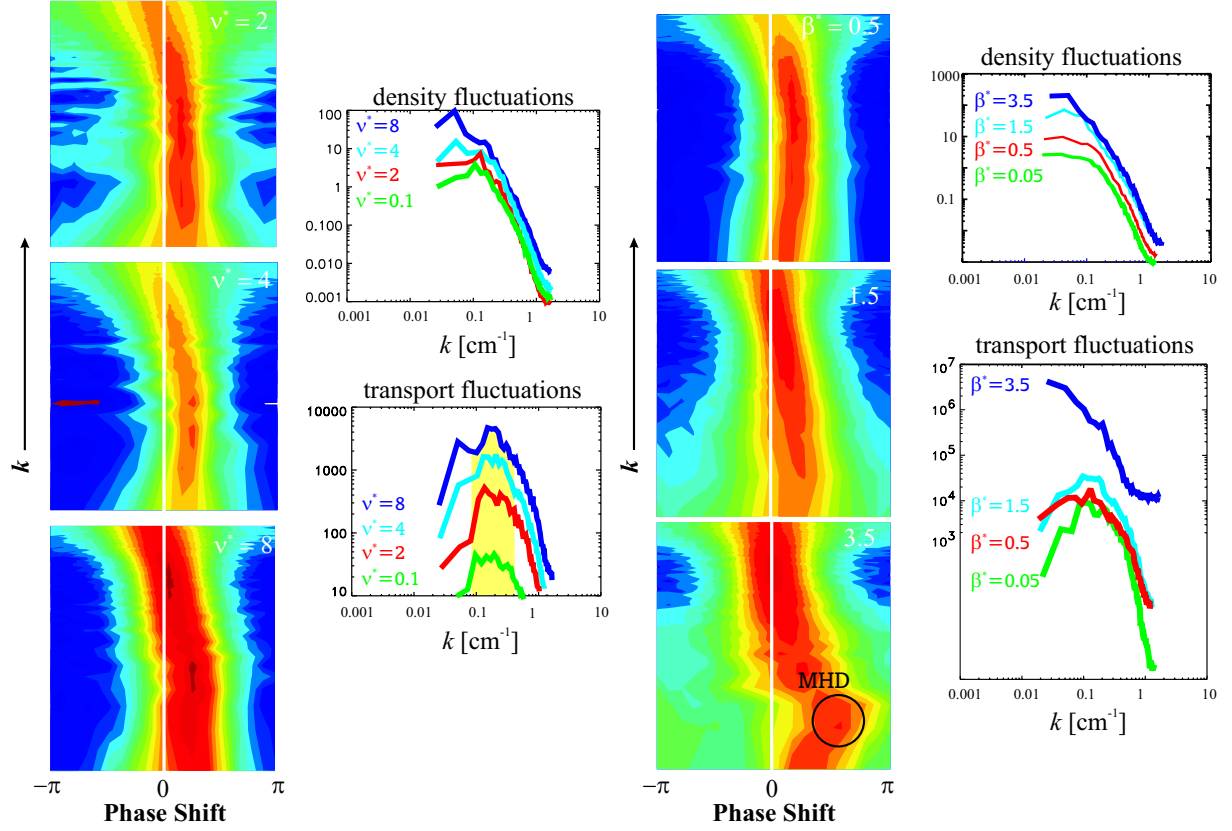 ν* = 2
ν* = 4
ν* = 8
k
−π 0 π
Phase Shift
density fluctuations
100
10
1
0.100
0.010
0.001
ν*=8
ν*=4
ν*=2
ν*=0.1
0.001 0.01 0.1 1 10
k [cm⁻¹]
transport fluctuations
10000
1000
100
10
ν*=8
ν*=4
ν*=2
ν*=0.1
0.001 0.01 0.1 1 10
k [cm⁻¹]
β* = 0.5
1.5
3.5
MHD
k
−π 0 π
Phase Shift
density fluctuations
1000
10
0.1
β*=3.5
β*=1.5
β*=0.5
β*=0.05
0.001 0.01 0.1 1 10
k [cm⁻¹]
transport fluctuations
10⁷
10⁶
10⁵
10⁴
10³
β*=3.5
β*=1.5
β*=0.5
β*=0.05
0.001 0.01 0.1 1 10
k [cm⁻¹]